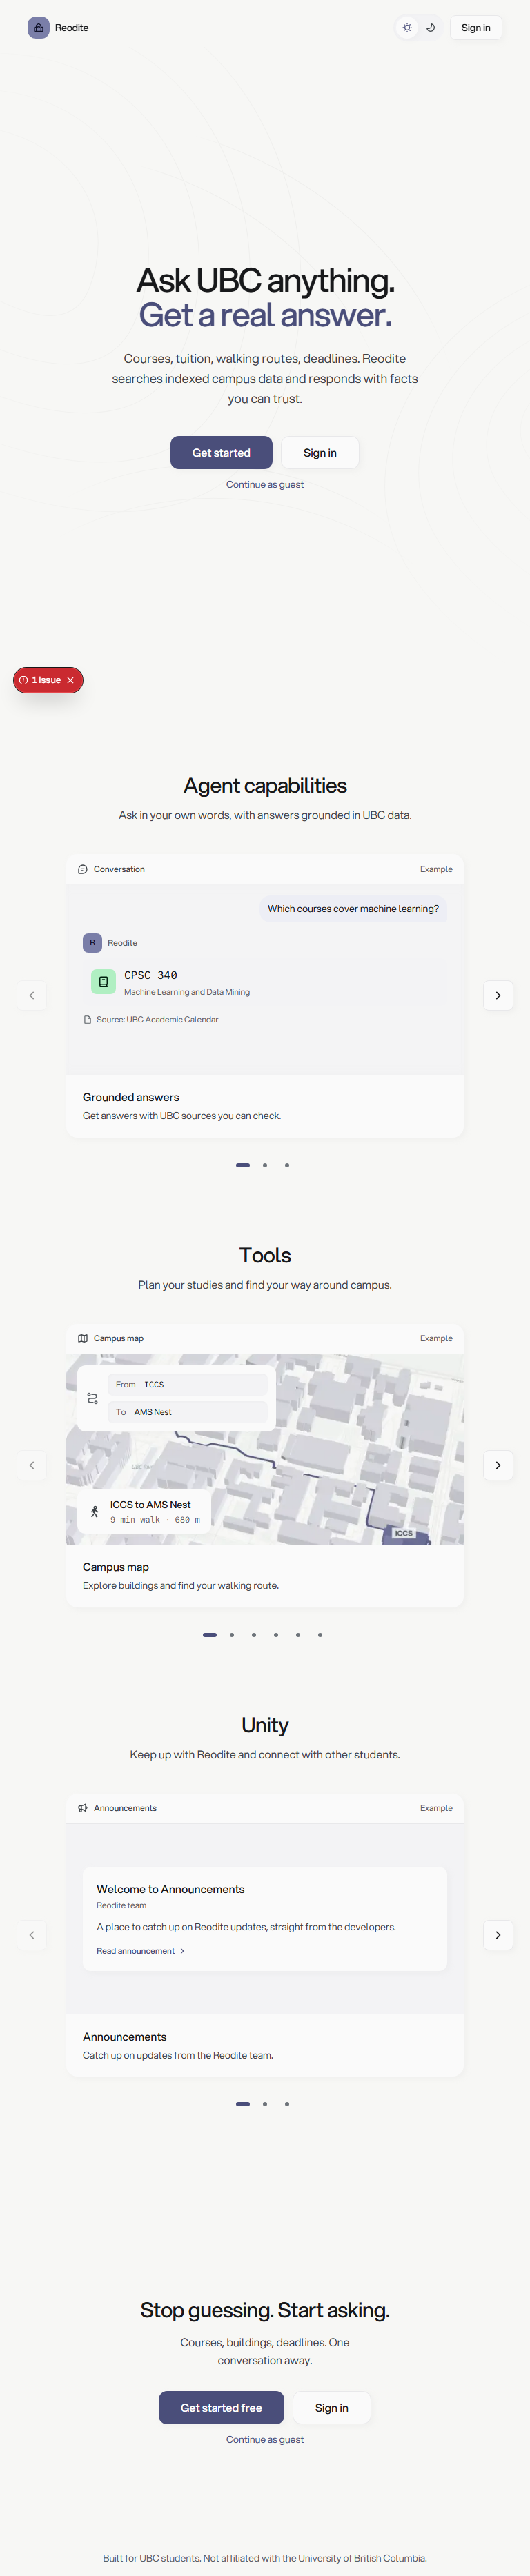 Reodite
Sign in
Ask UBC anything.
Get a real answer.
Courses, tuition, walking routes, deadlines. Reodite
searches indexed campus data and responds with facts
you can trust.
Get started
Sign in
Continue as guest
1 Issue
Agent capabilities
Ask in your own words, with answers grounded in UBC data.
Conversation
Example
Which courses cover machine learning?
R
Reodite
CPSC 340
Machine Learning and Data Mining
Source: UBC Academic Calendar
Grounded answers
Get answers with UBC sources you can check.
Tools
Plan your studies and find your way around campus.
Campus map
Example
From ICCS
To AMS Nest
ICCS to AMS Nest
9 min walk · 680 m
ICCS
Campus map
Explore buildings and find your walking route.
Unity
Keep up with Reodite and connect with other students.
Announcements
Example
Welcome to Announcements
Reodite team
A place to catch up on Reodite updates, straight from the developers.
Read announcement
Announcements
Catch up on updates from the Reodite team.
Stop guessing. Start asking.
Courses, buildings, deadlines. One
conversation away.
Get started free
Sign in
Continue as guest
Built for UBC students. Not affiliated with the University of British Columbia.